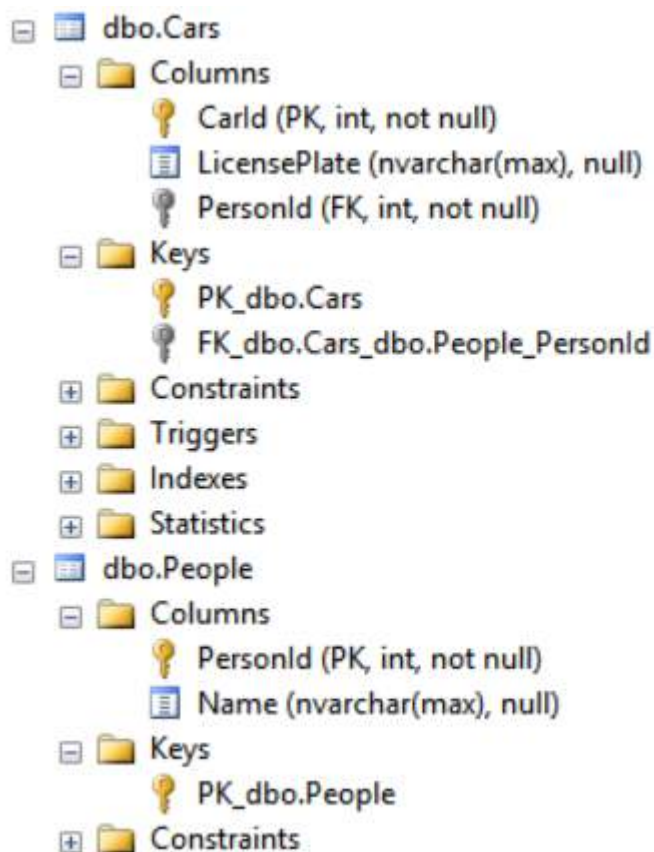 dbo.Cars
Columns
CarId (PK, int, not null)
LicensePlate (nvarchar(max), null)
PersonId (FK, int, not null)
Keys
PK_dbo.Cars
FK_dbo.Cars_dbo.People_PersonId
Constraints
Triggers
Indexes
Statistics
dbo.People
Columns
PersonId (PK, int, not null)
Name (nvarchar(max), null)
Keys
PK_dbo.People
Constraints